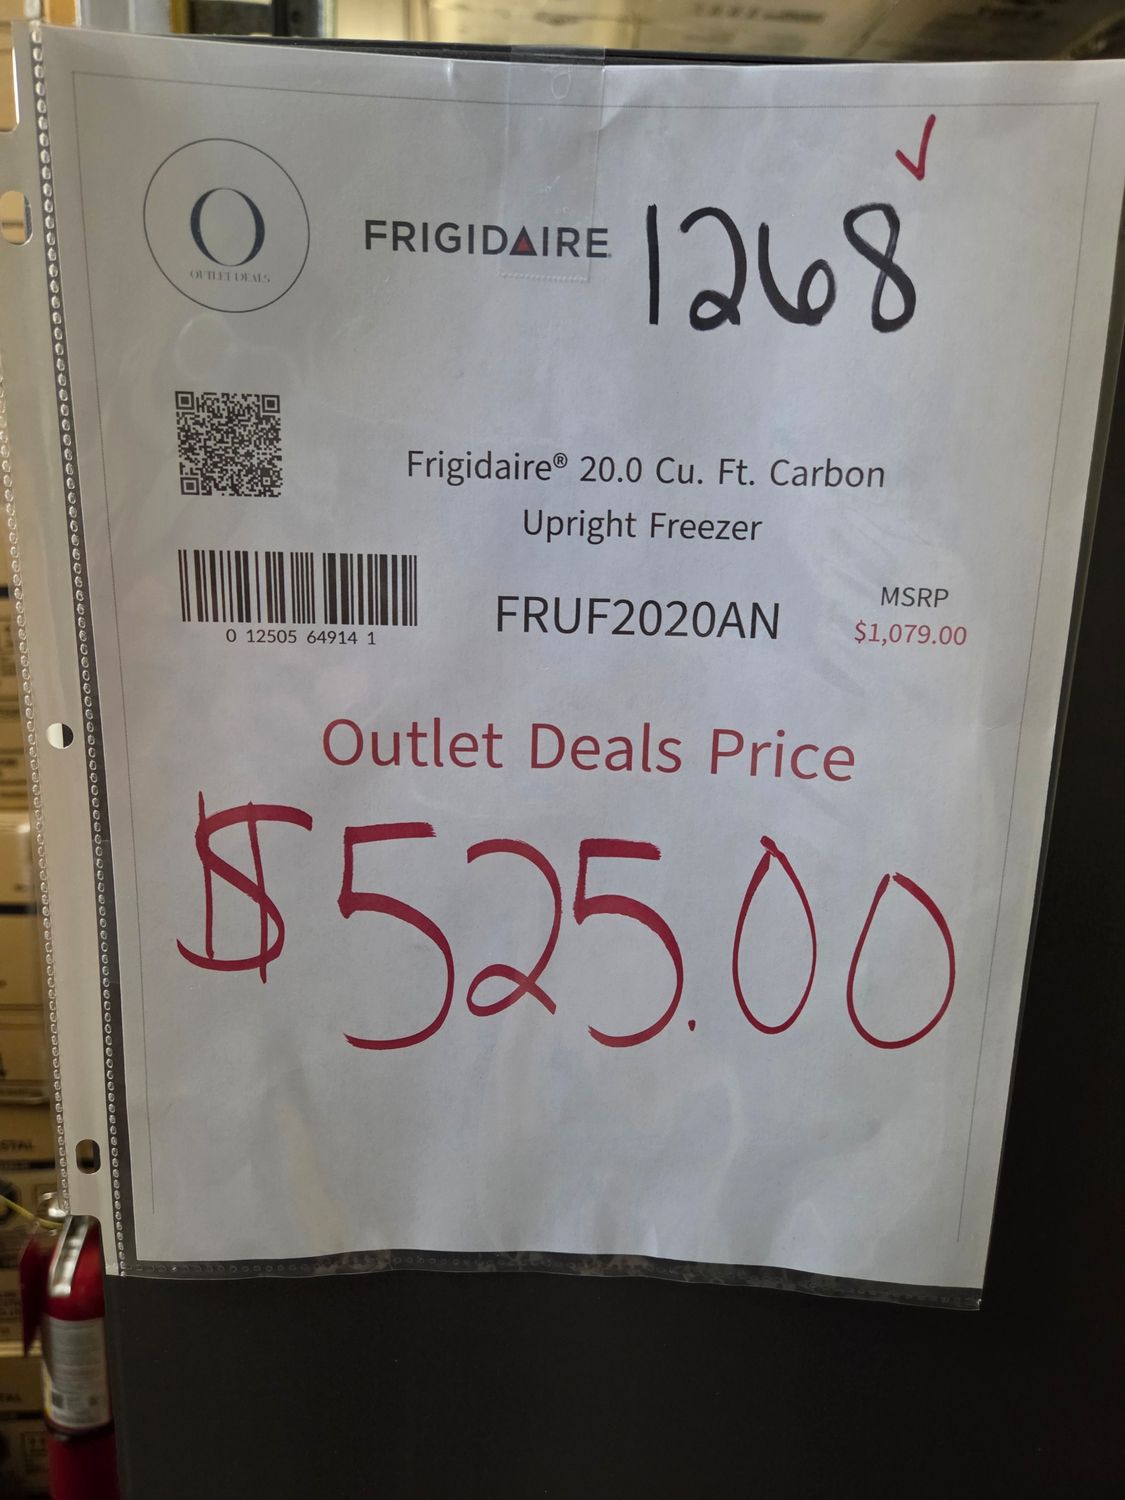 FRIGIDAIRE
1268
OUTLET DEALS
Frigidaire® 20.0 Cu. Ft. Carbon
Upright Freezer
FRUF2020AN
MSRP
$1,079.00
0 12505 64914 1
Outlet Deals Price
$525.00